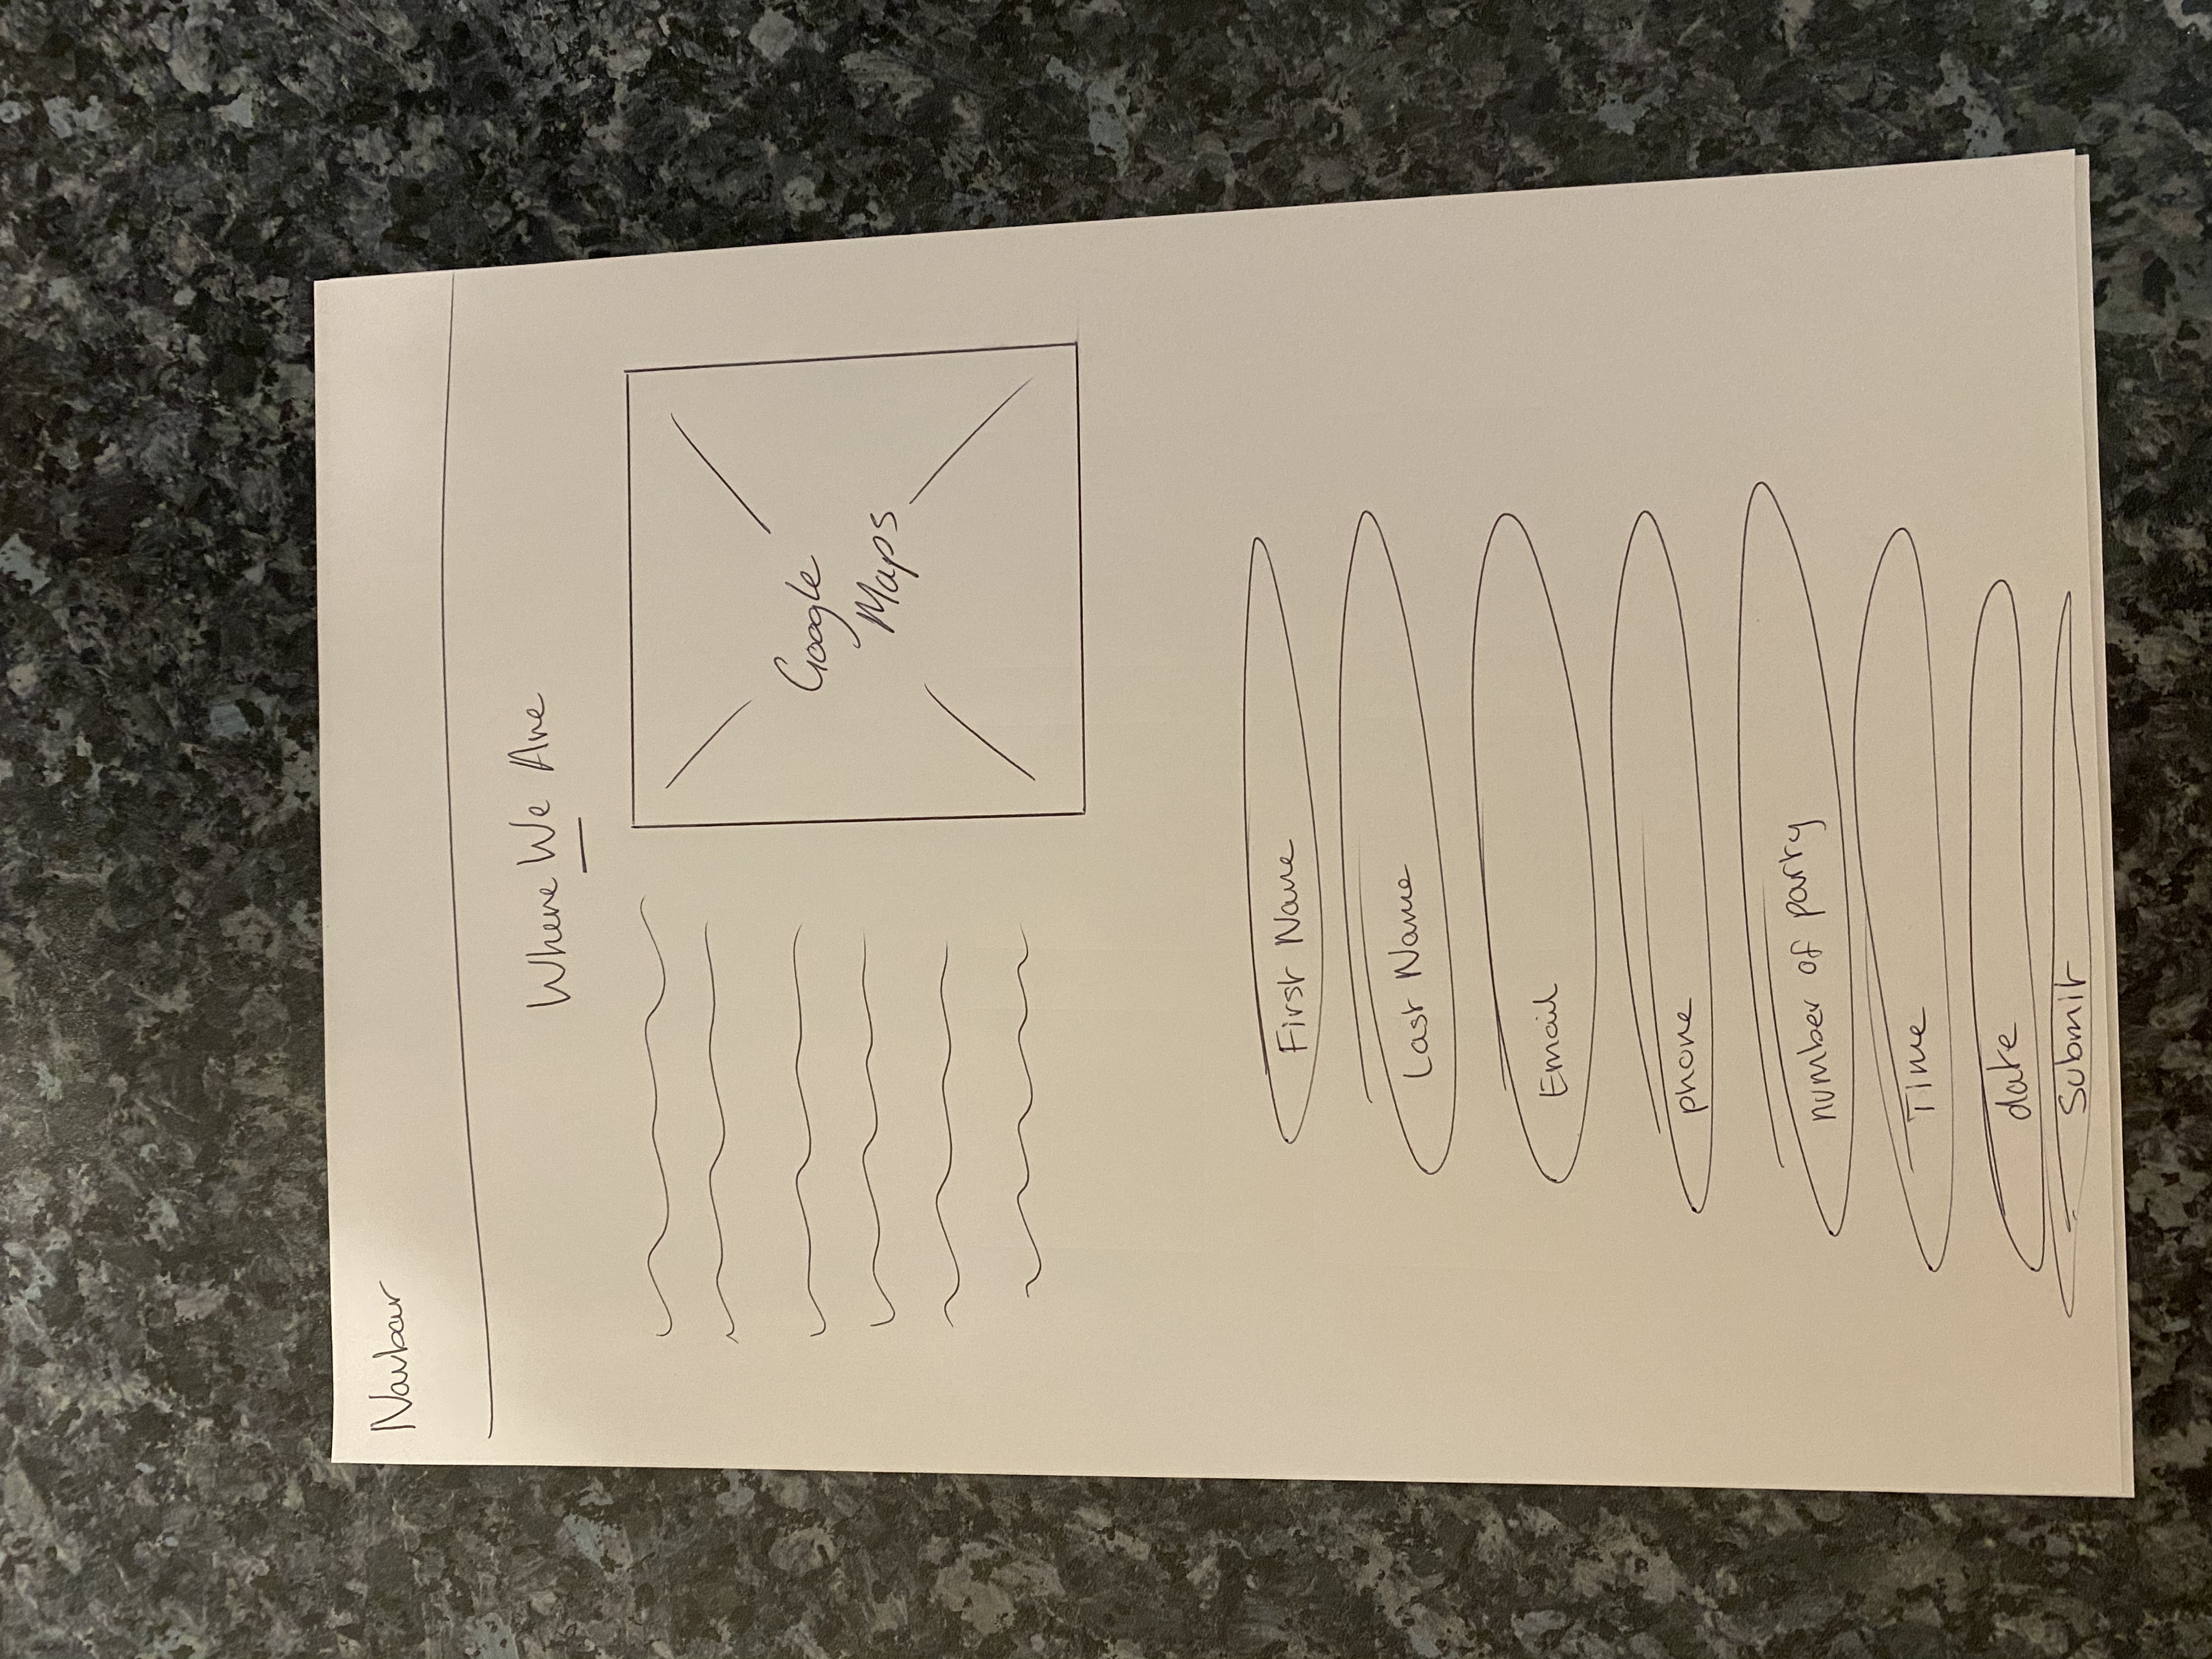 Navbar
Where We Are
Google
Maps
First Name
Last Name
Email
phone
number of party
Time
date
Submit